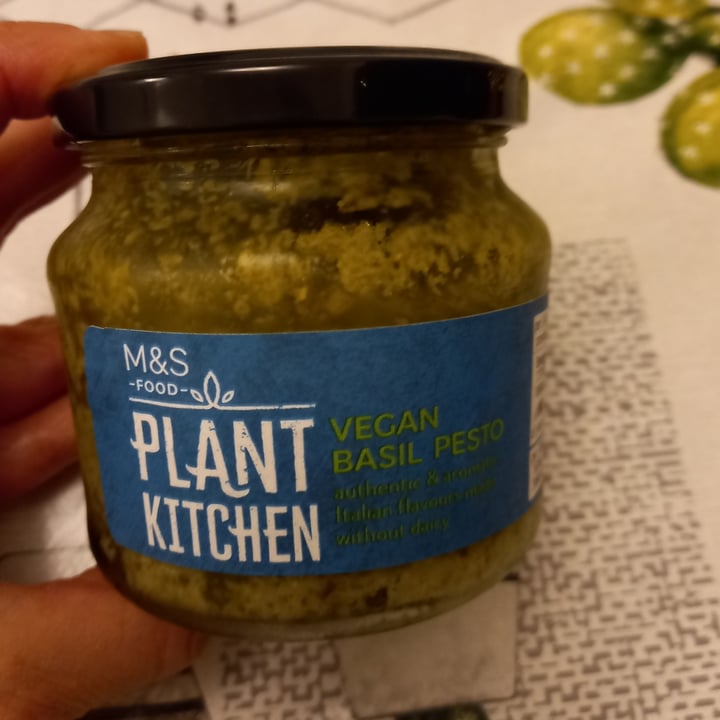 M&S
-FOOD-
PLANT
KITCHEN
VEGAN
BASIL PESTO
authentic & aromatic
Italian flavours made
without dairy